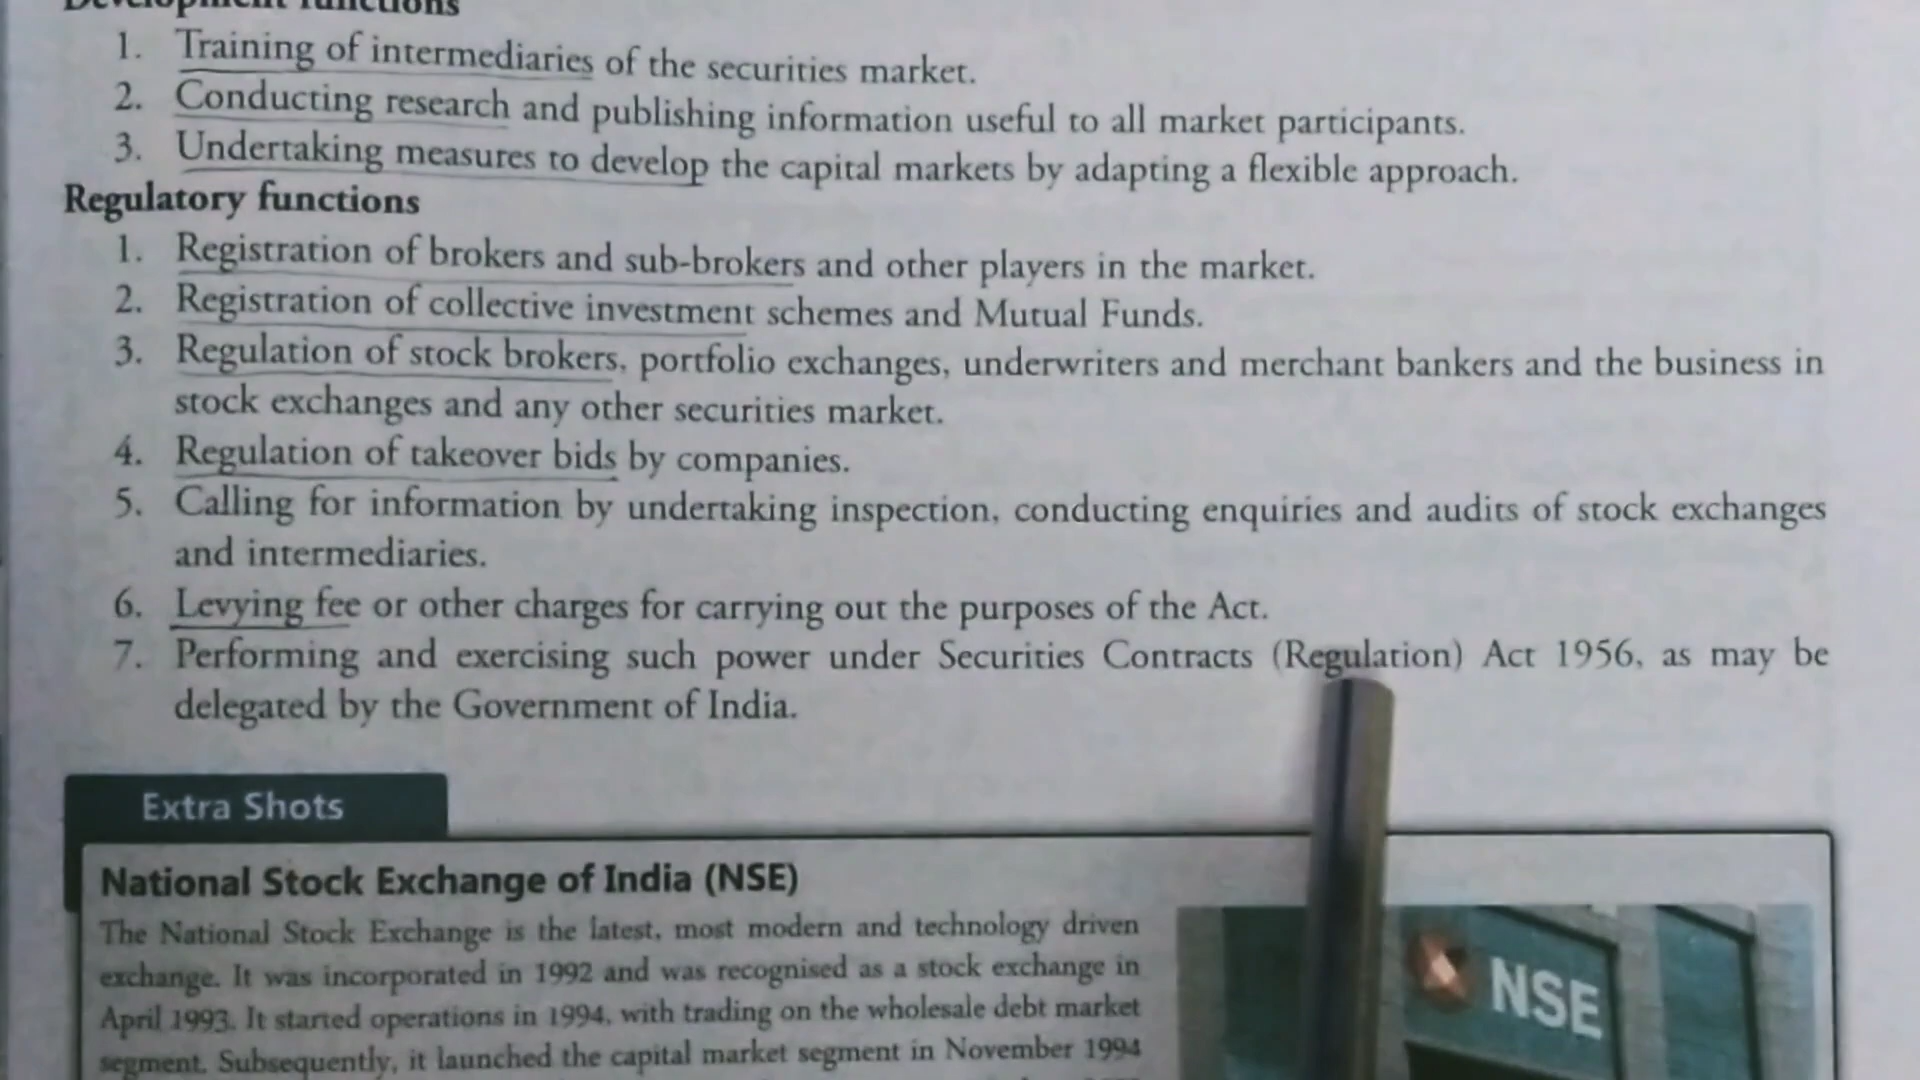 Development functions
1. Training of intermediaries of the securities market.
2. Conducting research and publishing information useful to all market participants.
3. Undertaking measures to develop the capital markets by adapting a flexible approach.
Regulatory functions
1. Registration of brokers and sub-brokers and other players in the market.
2. Registration of collective investment schemes and Mutual Funds.
3. Regulation of stock brokers, portfolio exchanges, underwriters and merchant bankers and the business in
stock exchanges and any other securities market.
4. Regulation of takeover bids by companies.
5. Calling for information by undertaking inspection, conducting enquiries and audits of stock exchanges
and intermediaries.
6. Levying fee or other charges for carrying out the purposes of the Act.
7. Performing and exercising such power under Securities Contracts (Regulation) Act 1956, as may be
delegated by the Government of India.
Extra Shots
National Stock Exchange of India (NSE)
The National Stock Exchange is the latest, most modern and technology driven
exchange. It was incorporated in 1992 and was recognised as a stock exchange in
April 1993. It started operations in 1994, with trading on the wholesale debt market
segment. Subsequently, it launched the capital market segment in November 1994
NSE